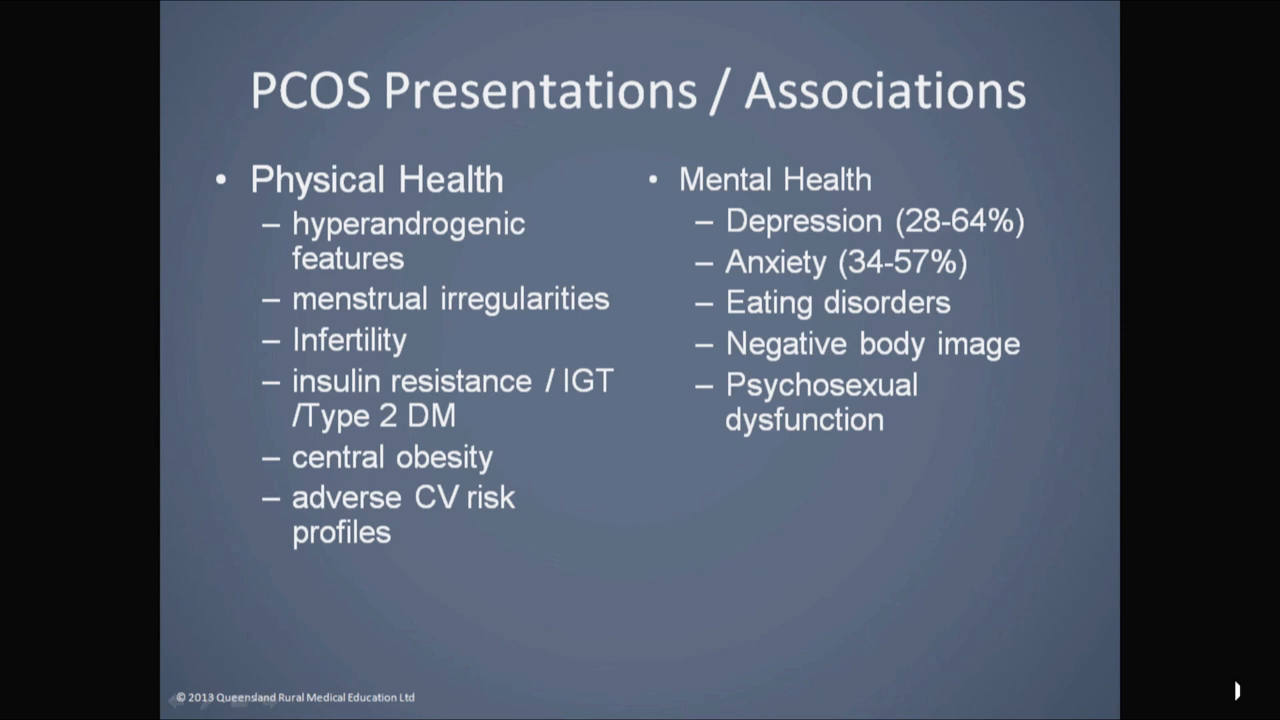 PCOS Presentations / Associations
• Physical Health
– hyperandrogenic
features
– menstrual irregularities
– Infertility
– insulin resistance / IGT
/Type 2 DM
– central obesity
– adverse CV risk
profiles
• Mental Health
– Depression (28-64%)
– Anxiety (34-57%)
– Eating disorders
– Negative body image
– Psychosexual
dysfunction
© 2013 Queensland Rural Medical Education Ltd